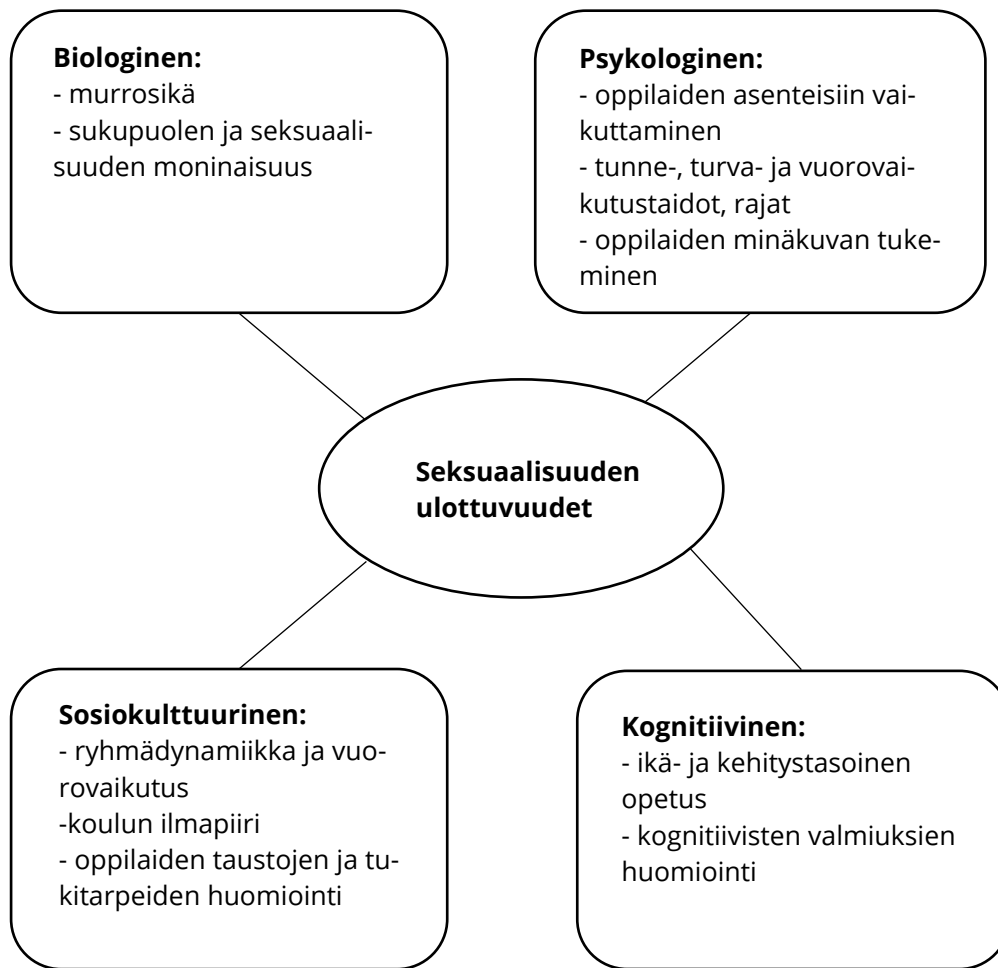 Biologinen:
- murrosikä
- sukupuolen ja seksuaali-
suuden moninaisuus
Psykologinen:
- oppilaiden asenteisiin vai-
kuttaminen
- tunne-, turva- ja vuorovai-
kutustaidot, rajat
- oppilaiden minäkuvan tuke-
minen
Seksuaalisuuden
ulottuvuudet
Sosiokulttuurinen:
- ryhmädynamiikka ja vuo-
rovaikutus
-koulun ilmapiiri
- oppilaiden taustojen ja tu-
kitarpeiden huomiointi
Kognitiivinen:
- ikä- ja kehitystasoinen
opetus
- kognitiivisten valmiuksien
huomiointi